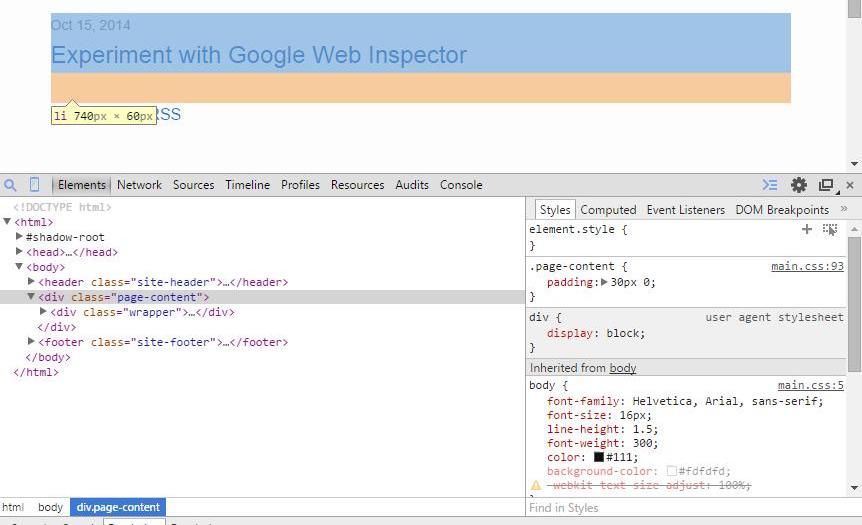 Oct 15, 2014
Experiment with Google Web Inspector
li 740px × 60px
RSS
Elements Network Sources Timeline Profiles Resources Audits Console
<!DOCTYPE html>
<html>
#shadow-root
<head>…</head>
<body>
<header class="site-header">…</header>
<div class="page-content">
<div class="wrapper">…</div>
</div>
<footer class="site-footer">…</footer>
</body>
</html>
html body div.page-content
Styles Computed Event Listeners DOM Breakpoints »
element.style {
}
.page-content { main.css:93
padding: 30px 0;
}
div { user agent stylesheet
display: block;
}
Inherited from body
body { main.css:5
font-family: Helvetica, Arial, sans-serif;
font-size: 16px;
line-height: 1.5;
font-weight: 300;
color: #111;
background-color: #fdfdfd;
-webkit-text-size-adjust: 100%;
Find in Styles